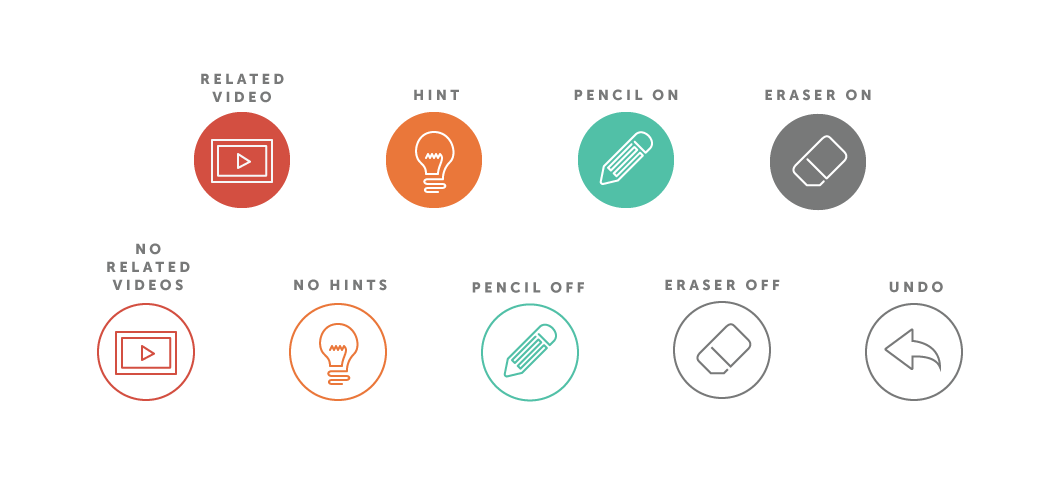 RELATED
VIDEO
HINT
PENCIL ON
ERASER ON
NO
RELATED
VIDEOS
NO HINTS
PENCIL OFF
ERASER OFF
UNDO